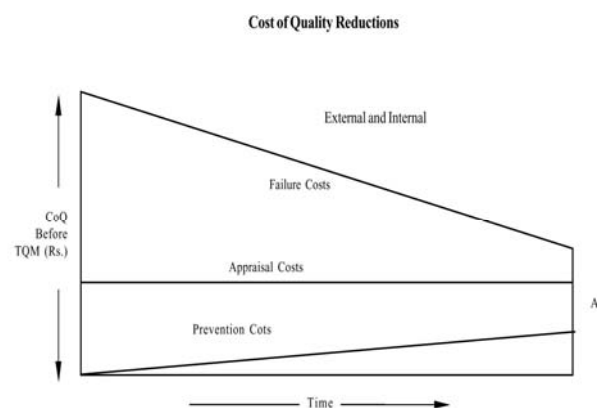 Cost of Quality Reductions
External and Internal
Failure Costs
CoQ
Before
TQM (Rs.)
Appraisal Costs
A
Prevention Cots
Time